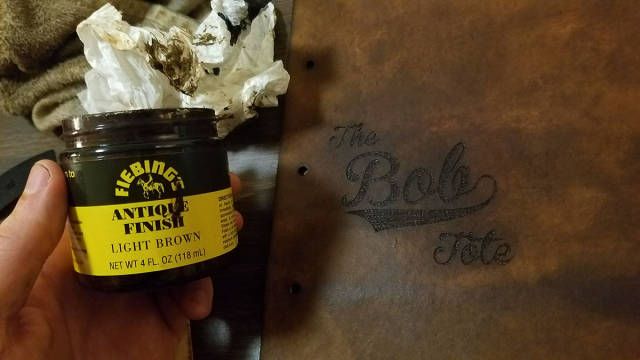 FIEBING'S
ANTIQUE
FINISH
LIGHT BROWN
NET WT 4 FL. OZ (118 mL)
The
Bob
Tote